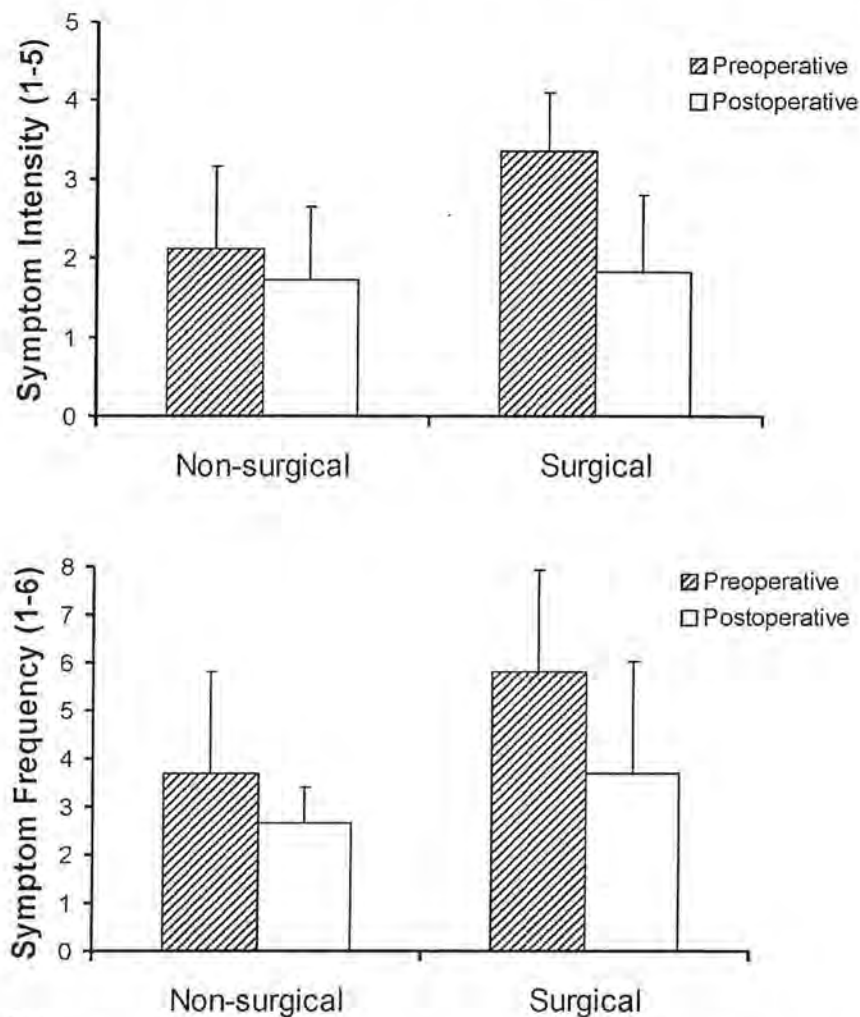 Symptom Intensity (1-5)
5
4
3
2
1
0
Preoperative
Postoperative
Non-surgical Surgical
Symptom Frequency (1-6)
8
7
6
5
4
3
2
1
0
Preoperative
Postoperative
Non-surgical Surgical